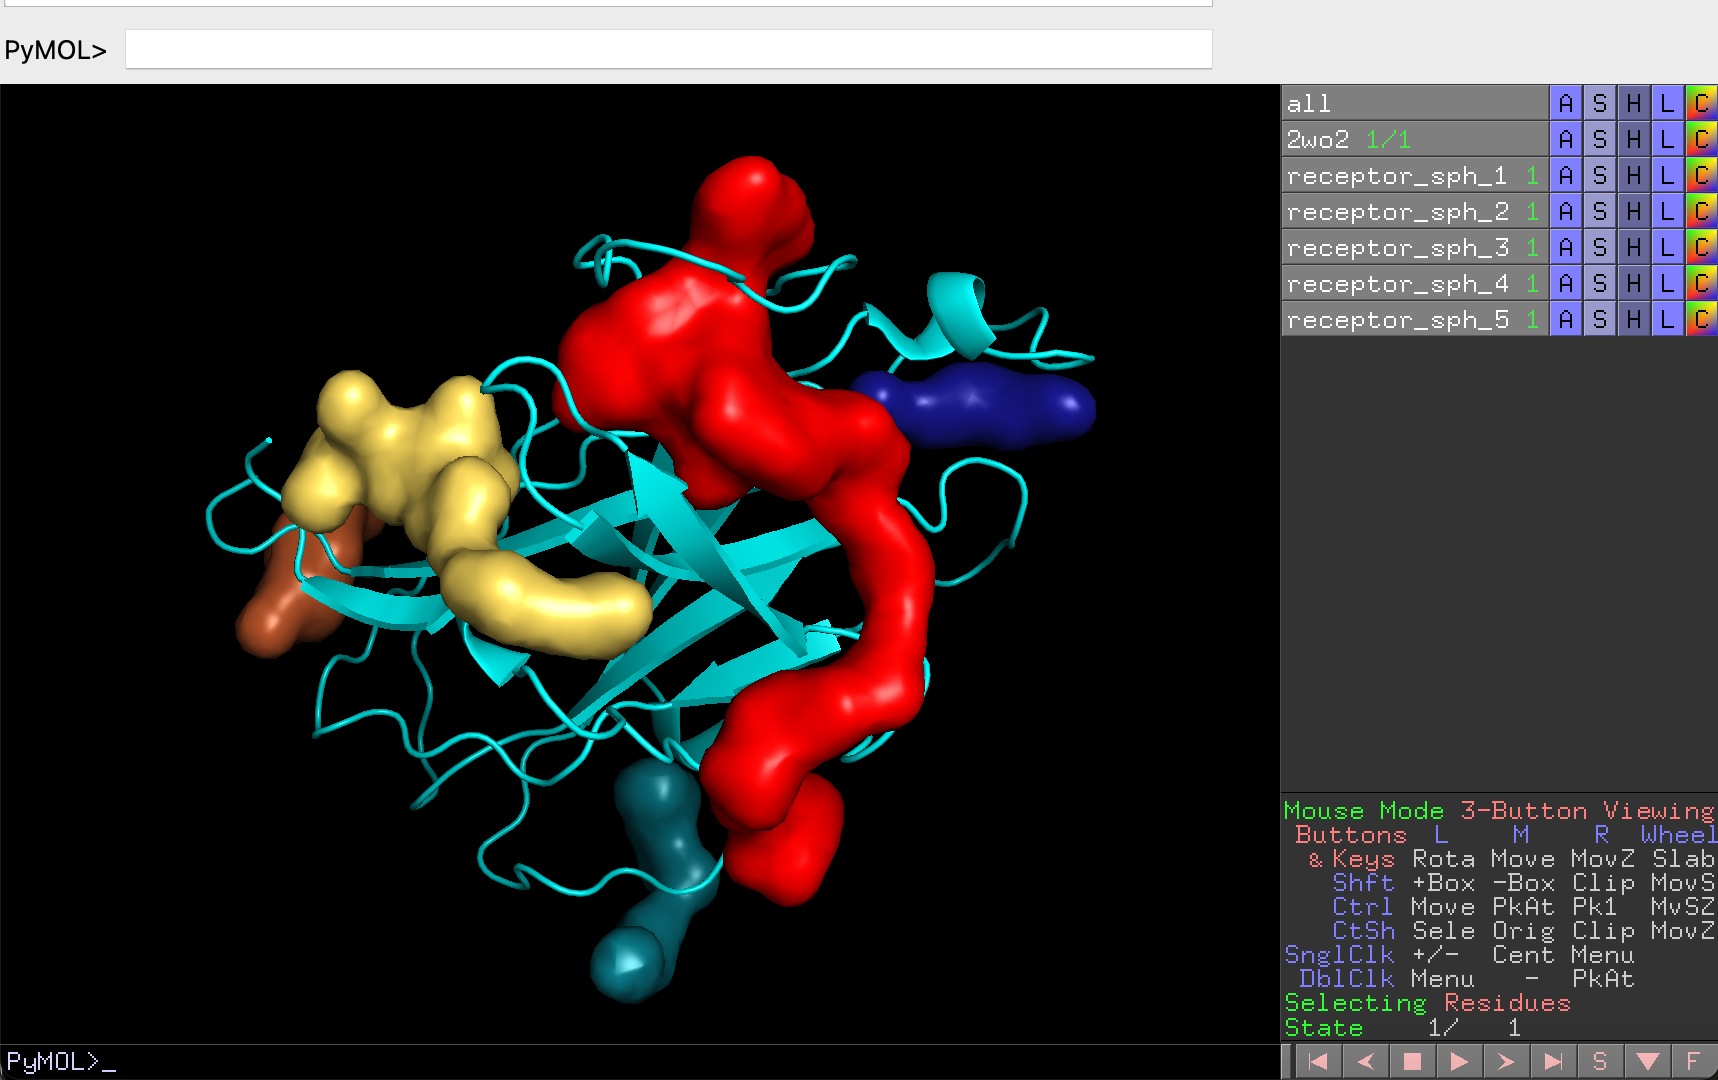 PyMOL>
all A S H L C
2wo2 1/1 A S H L C
receptor_sph_1 1 A S H L C
receptor_sph_2 1 A S H L C
receptor_sph_3 1 A S H L C
receptor_sph_4 1 A S H L C
receptor_sph_5 1 A S H L C
Mouse Mode 3-Button Viewing
Buttons L M R Wheel
& Keys Rota Move MovZ Slab
Shft +Box -Box Clip MovS
Ctrl Move PkAt Pk1 MvSZ
CtSh Sele Orig Clip MovZ
SnglClk +/- Cent Menu
DblClk Menu - PkAt
Selecting Residues
State 1/ 1
PyMOL>_
S F